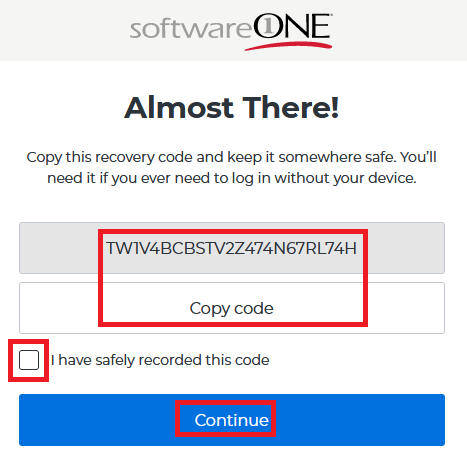 software1ONE
Almost There!
Copy this recovery code and keep it somewhere safe. You'll
need it if you ever need to log in without your device.
TW1V4BCBSTV2Z474N67RL74H
Copy code
I have safely recorded this code
Continue